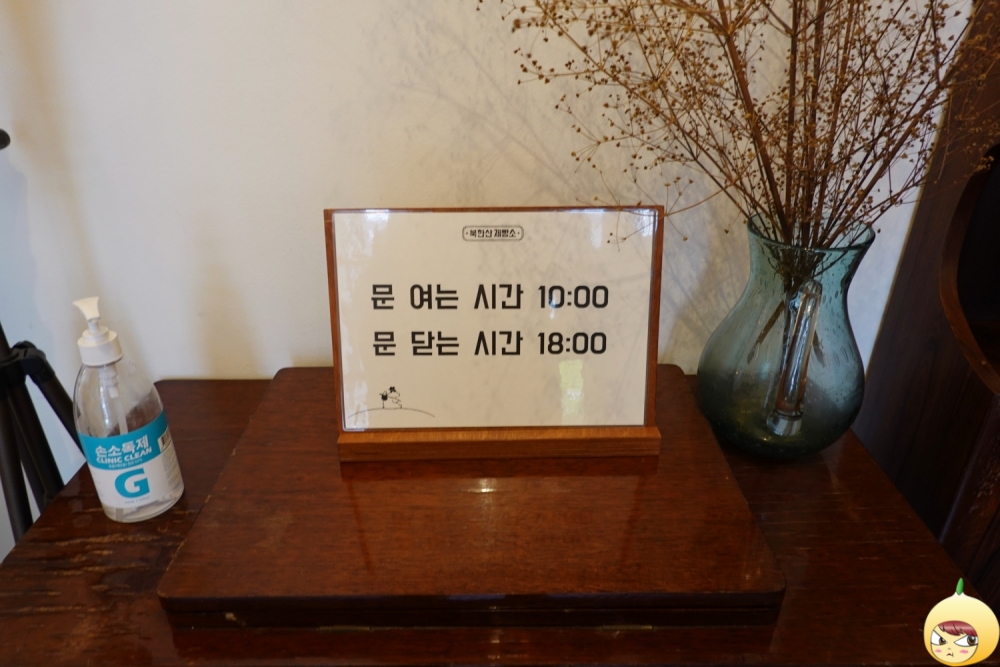 북한산 제빵소
문 여는 시간 10:00
문 닫는 시간 18:00
손소독제
CLINIC CLEAN
G